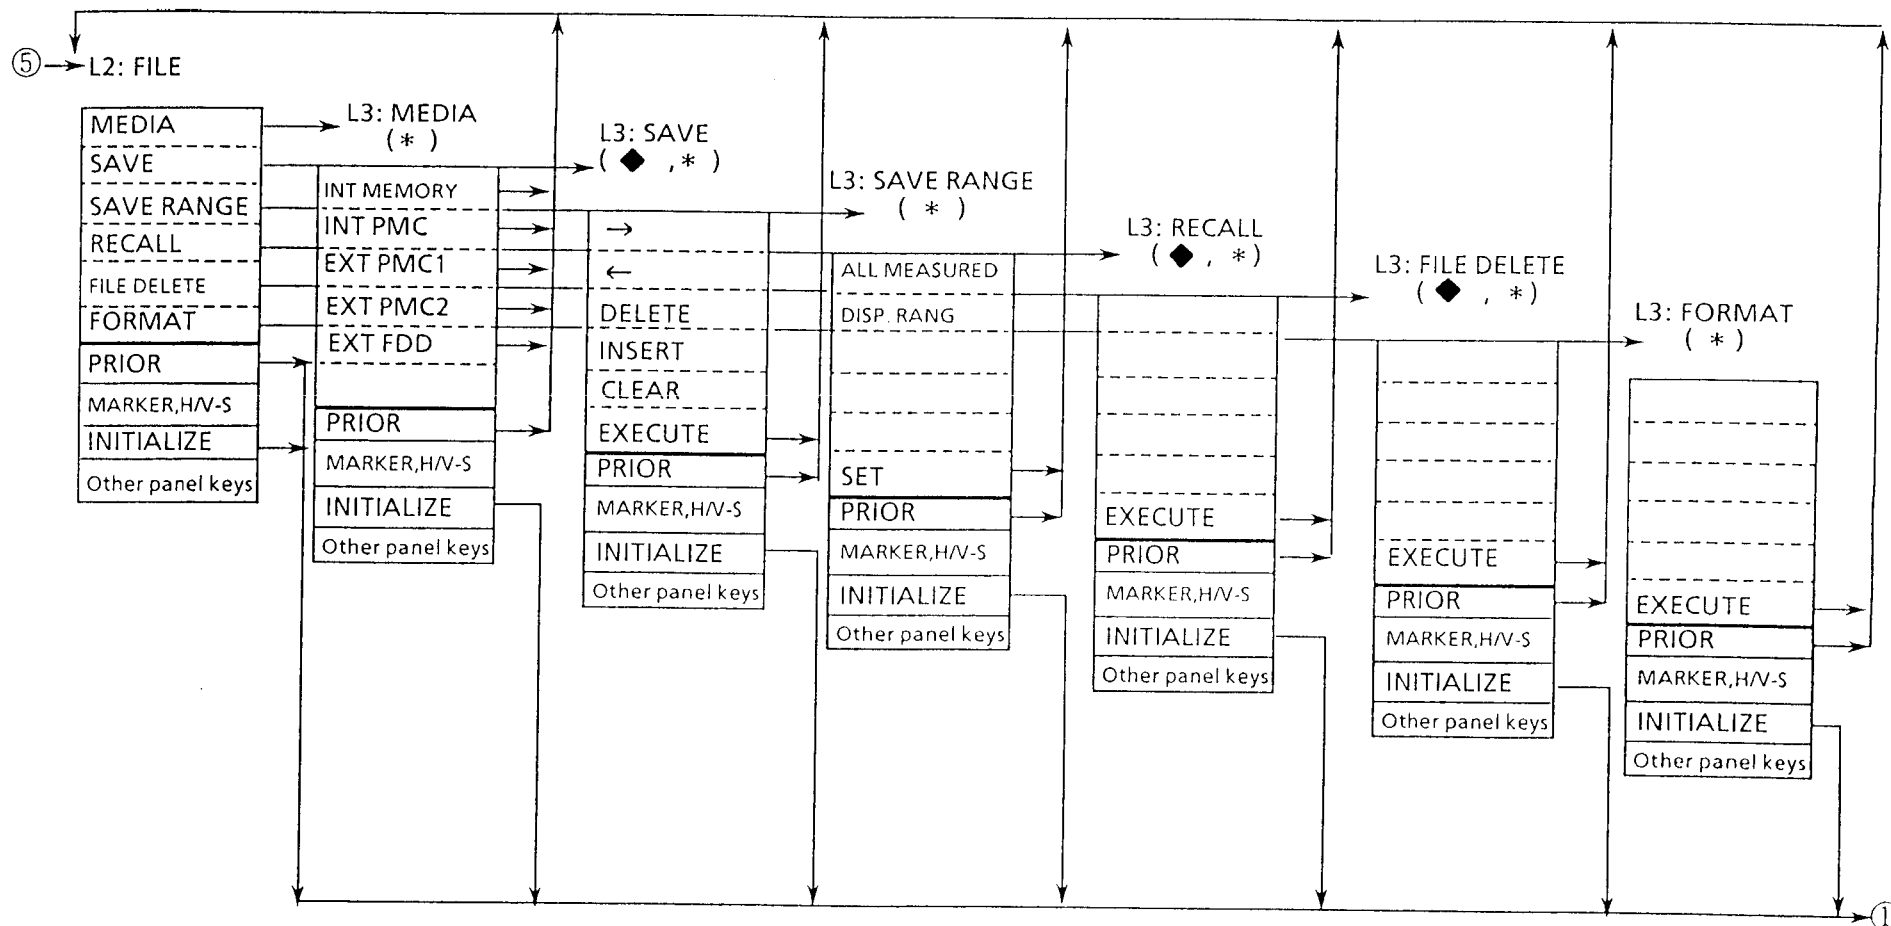 ⑤ L2: FILE
MEDIA
SAVE
SAVE RANGE
RECALL
FILE DELETE
FORMAT
PRIOR
MARKER,H/V-S
INITIALIZE
Other panel keys
L3: MEDIA
( * )
INT MEMORY
INT PMC
EXT PMC1
EXT PMC2
EXT FDD
PRIOR
MARKER,H/V-S
INITIALIZE
Other panel keys
L3: SAVE
( ◆ , * )
→
←
DELETE
INSERT
CLEAR
EXECUTE
PRIOR
MARKER,H/V-S
INITIALIZE
Other panel keys
L3: SAVE RANGE
( * )
ALL MEASURED
DISP. RANG
SET
PRIOR
MARKER,H/V-S
INITIALIZE
Other panel keys
L3: RECALL
( ◆ , * )
EXECUTE
PRIOR
MARKER,H/V-S
INITIALIZE
Other panel keys
L3: FILE DELETE
( ◆ , * )
EXECUTE
PRIOR
MARKER,H/V-S
INITIALIZE
Other panel keys
L3: FORMAT
( * )
EXECUTE
PRIOR
MARKER,H/V-S
INITIALIZE
Other panel keys
①